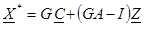 X* = GC+(GA−I)Z